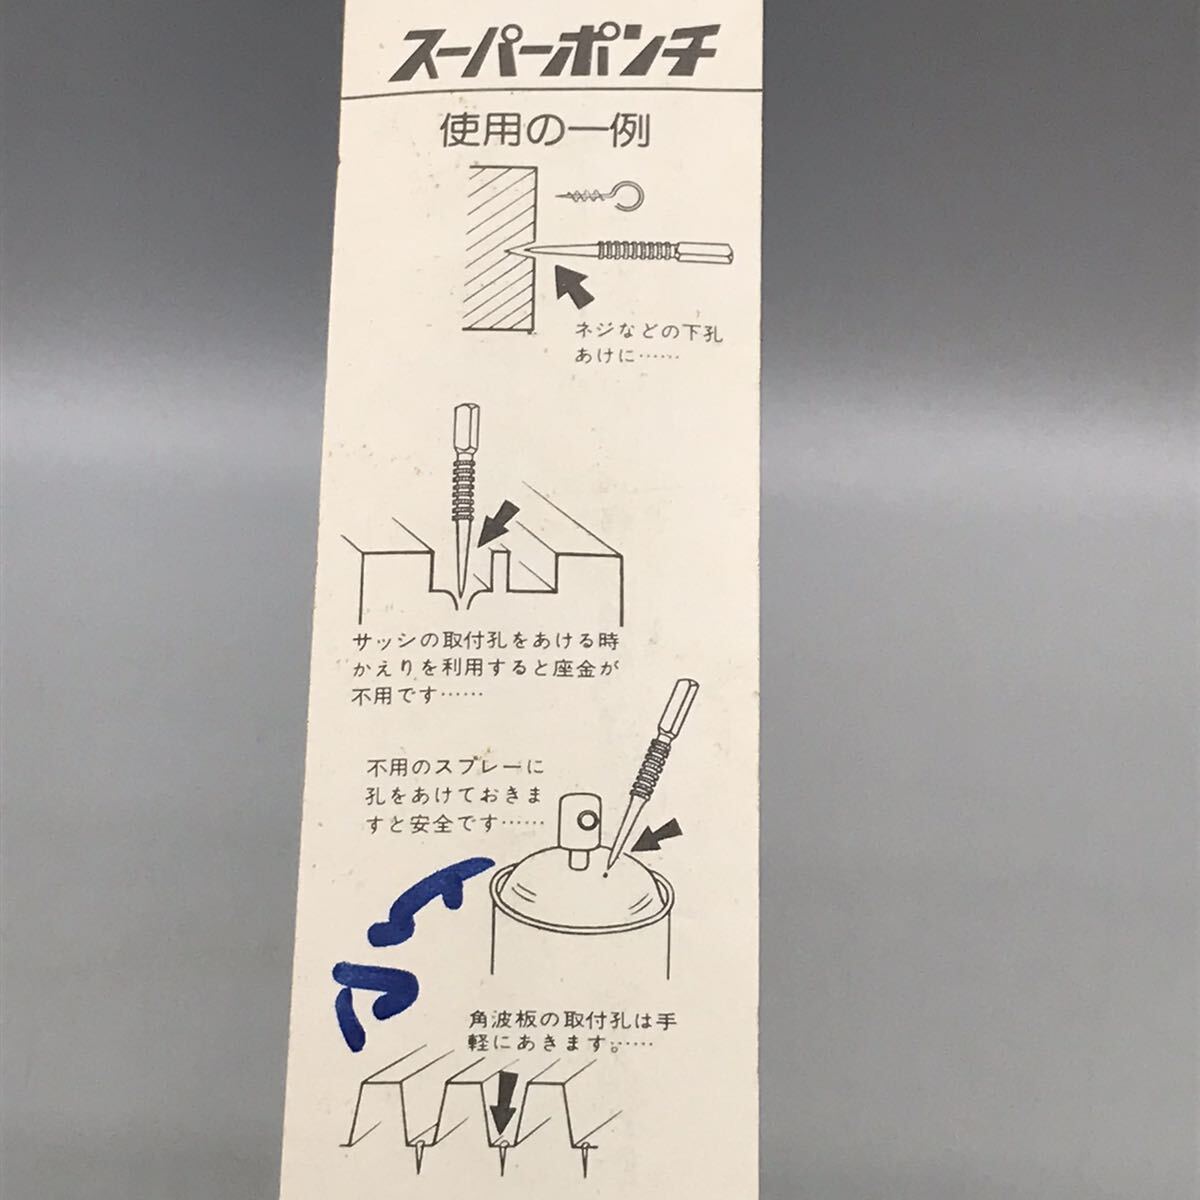 スーパーポンチ
使用の一例
ネジなどの下孔
あけに……
サッシの取付孔をあける時
かえりを利用すると座金が
不用です……
不用のスプレーに
孔をあけておきま
すと安全です……
角波板の取付孔は手
軽にあきます。……